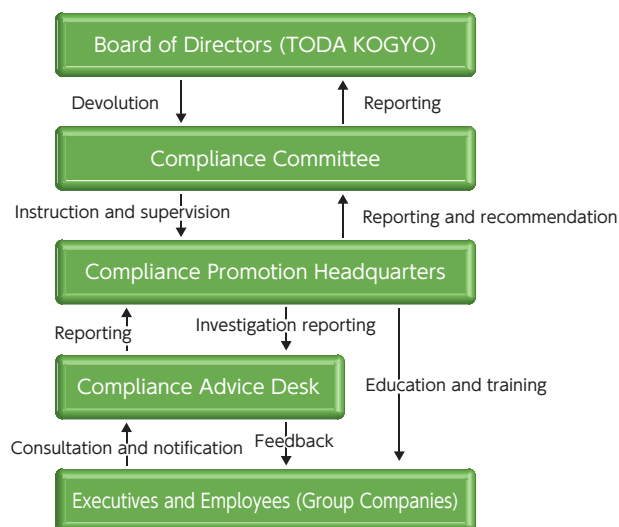 Board of Directors (TODA KOGYO)
Devolution
Reporting
Compliance Committee
Instruction and supervision
Reporting and recommendation
Compliance Promotion Headquarters
Reporting
Investigation reporting
Compliance Advice Desk
Education and training
Consultation and notification
Feedback
Executives and Employees (Group Companies)